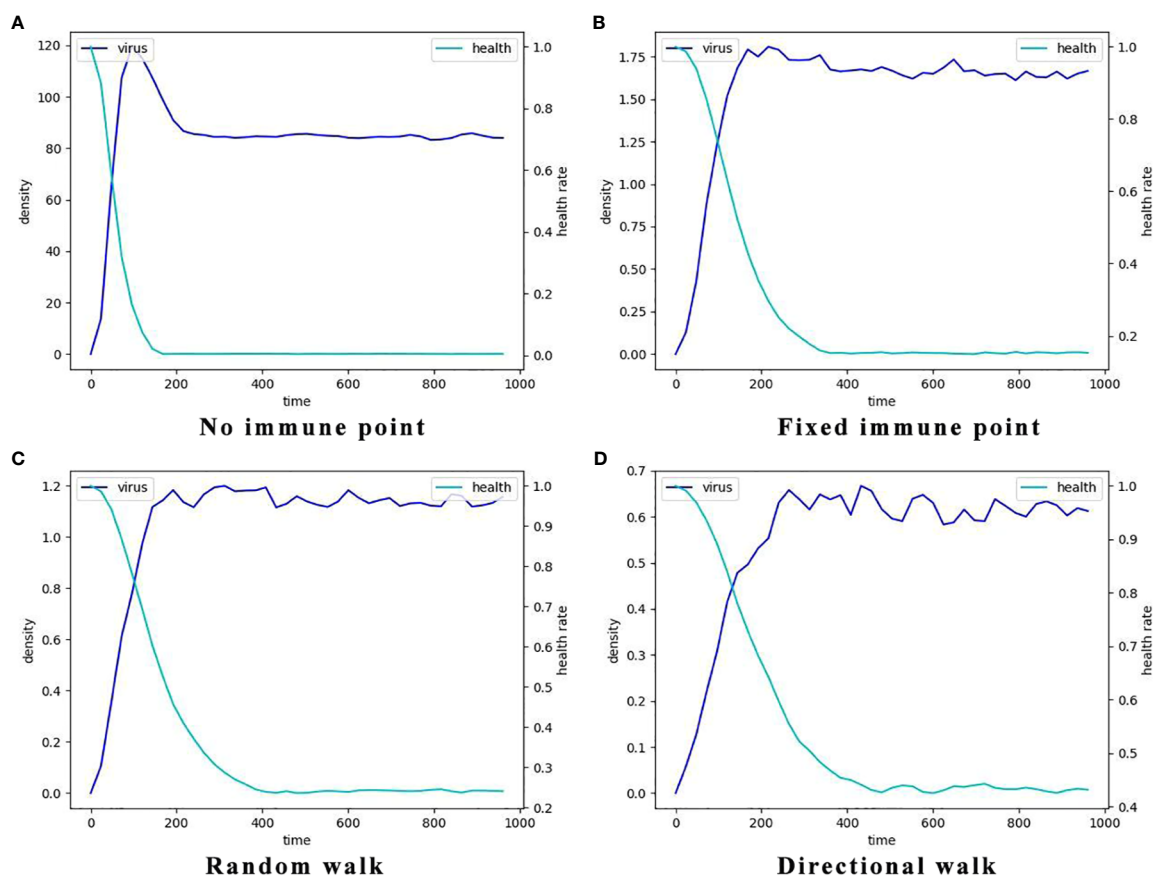 A
virus
health
120
100
80
60
40
20
0
1.0
0.8
0.6
0.4
0.2
0.0
density
health rate
0 200 400 600 800 1000
time
No immune point
B
virus
health
1.75
1.50
1.25
1.00
0.75
0.50
0.25
0.00
1.0
0.8
0.6
0.4
0.2
density
health rate
0 200 400 600 800 1000
time
Fixed immune point
C
virus
health
1.2
1.0
0.8
0.6
0.4
0.2
0.0
1.0
0.9
0.8
0.7
0.6
0.5
0.4
0.3
0.2
density
health rate
0 200 400 600 800 1000
time
Random walk
D
virus
health
0.7
0.6
0.5
0.4
0.3
0.2
0.1
0.0
1.0
0.9
0.8
0.7
0.6
0.5
0.4
density
health rate
0 200 400 600 800 1000
time
Directional walk